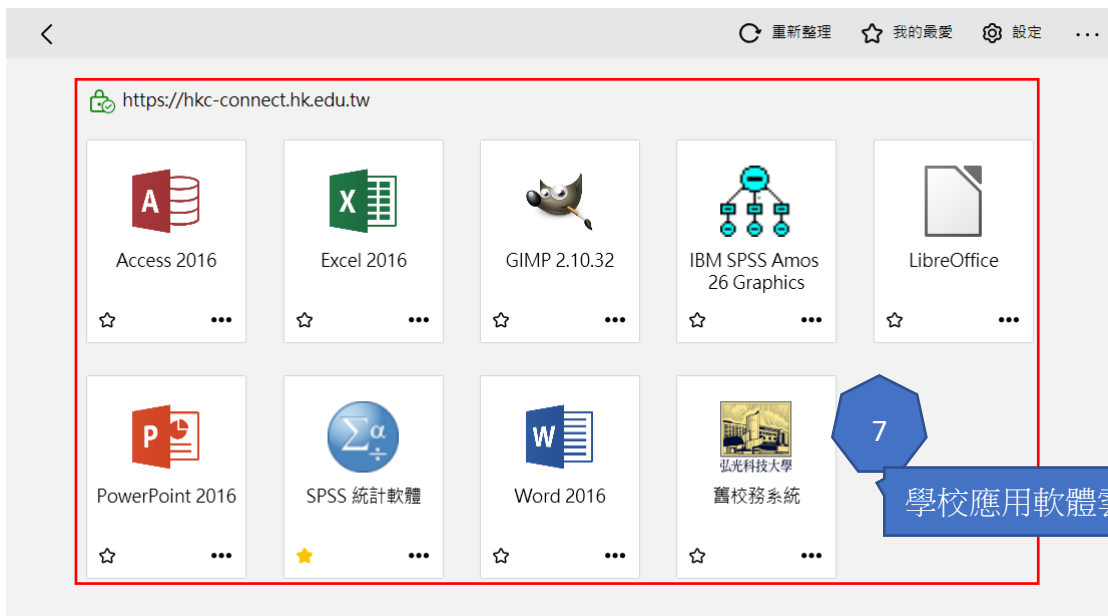 重新整理 我的最愛 設定 ...
https://hkc-connect.hk.edu.tw
Access 2016
Excel 2016
GIMP 2.10.32
IBM SPSS Amos
26 Graphics
LibreOffice
弘光科技大學
PowerPoint 2016
SPSS 統計軟體
Word 2016
舊校務系統
7
學校應用軟體雲